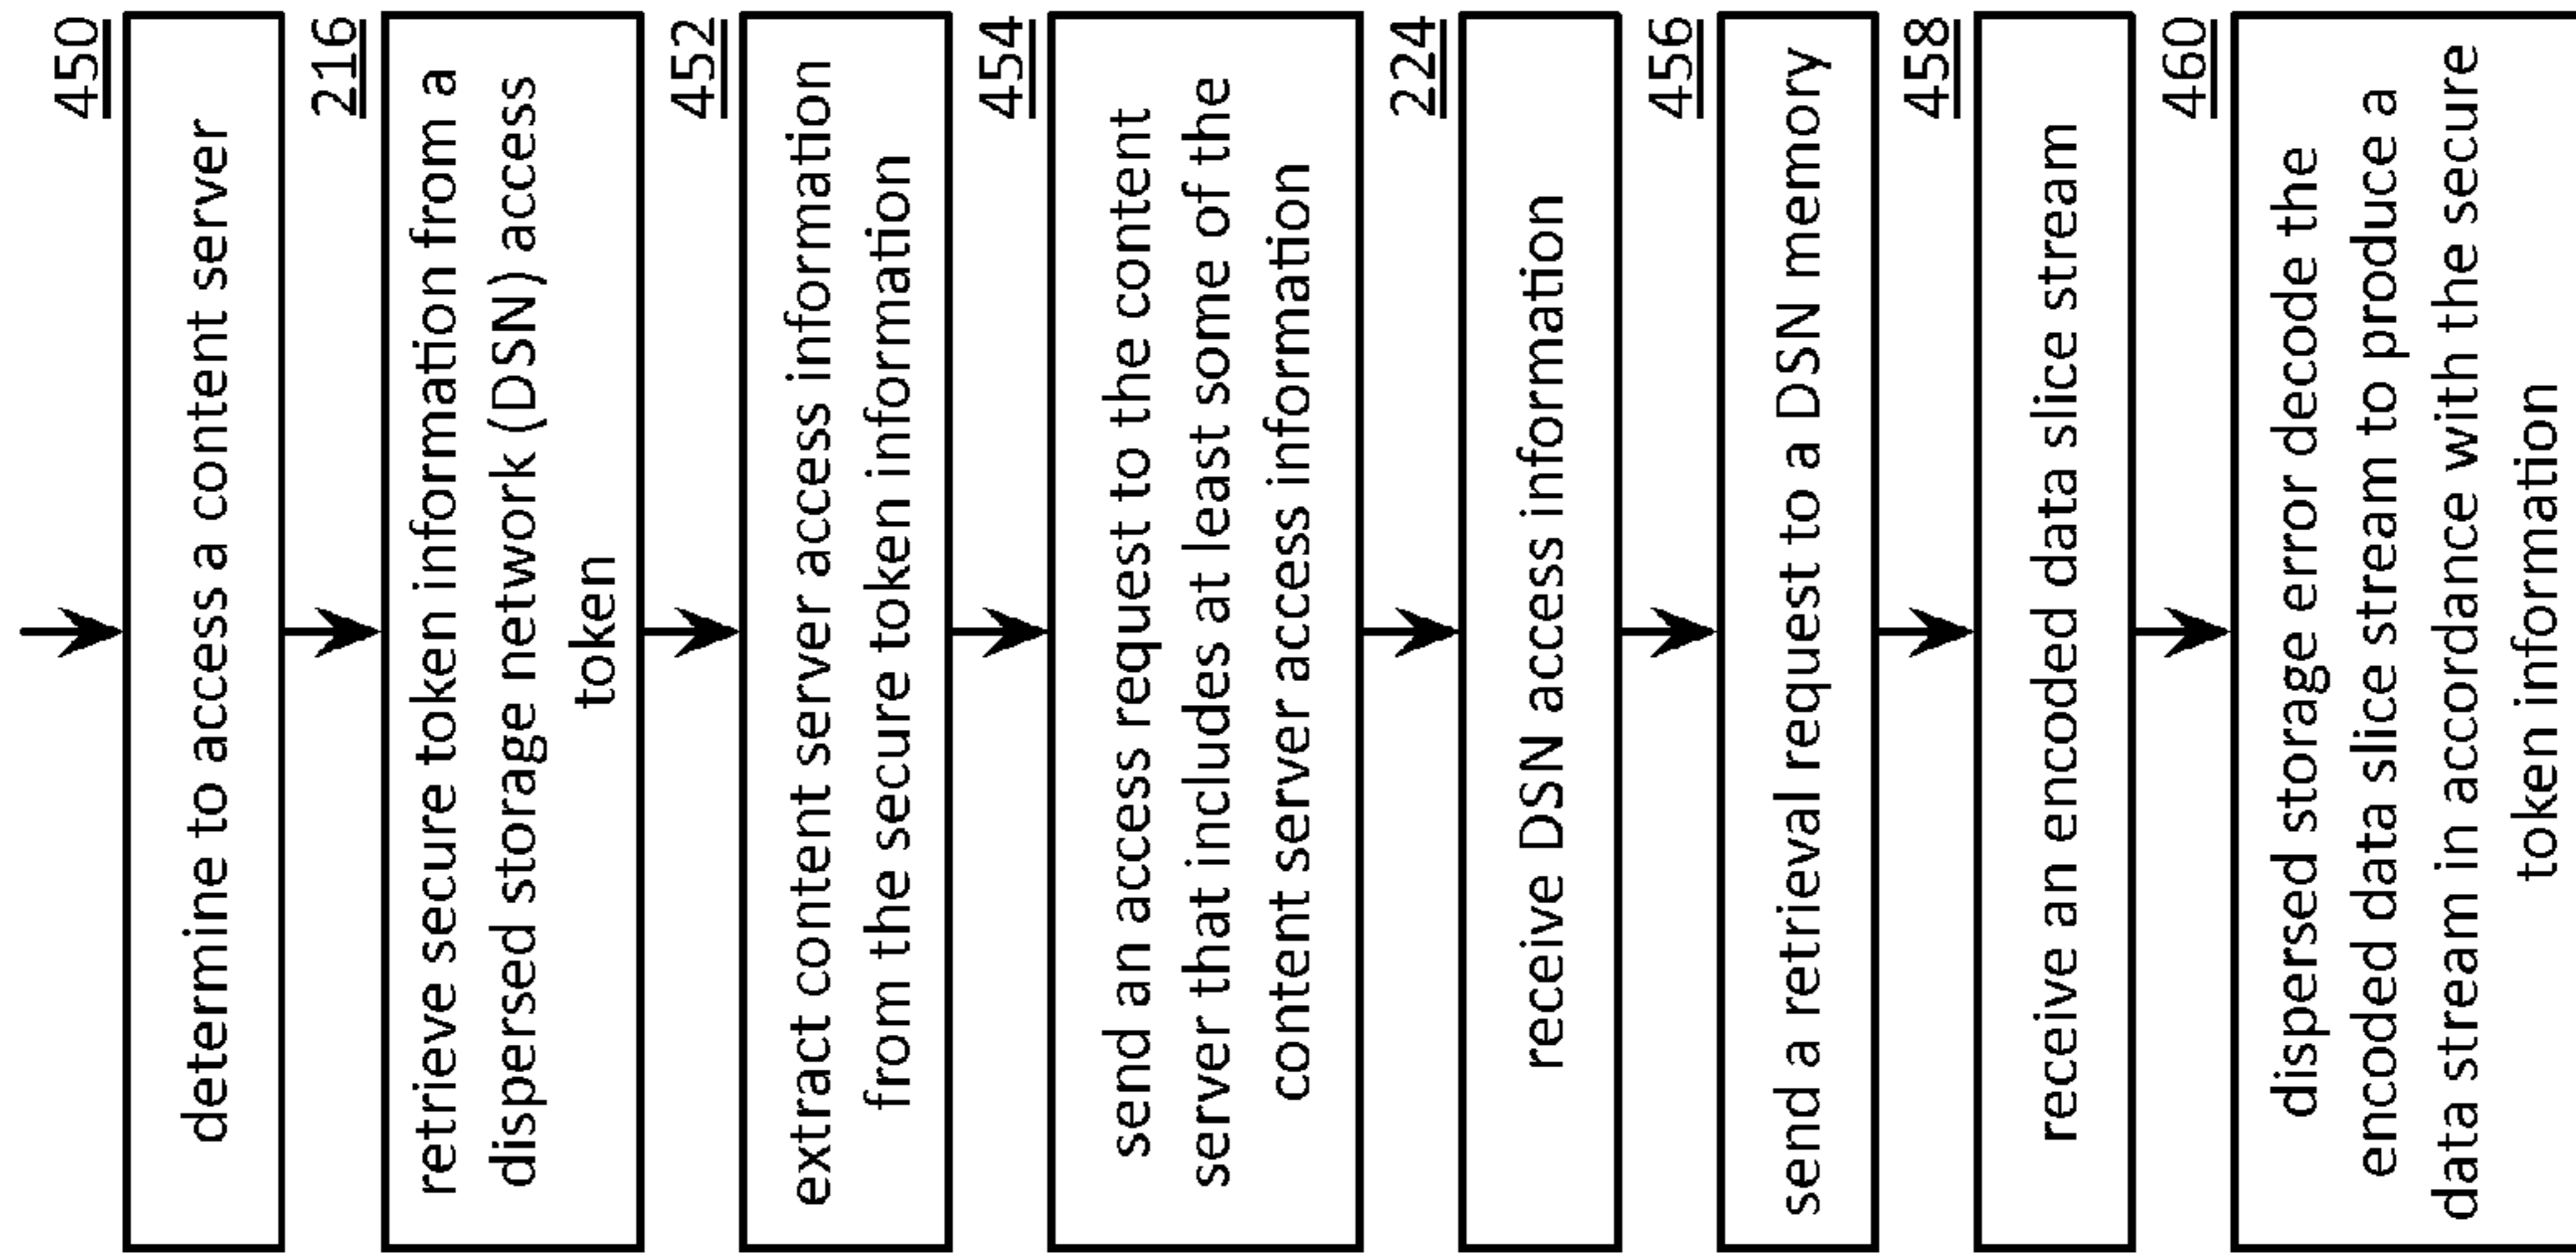 450
determine to access a content server
216
retrieve secure token information from a
dispersed storage network (DSN) access
token
452
extract content server access information
from the secure token information
454
send an access request to the content
server that includes at least some of the
content server access information
224
receive DSN access information
456
send a retrieval request to a DSN memory
458
receive an encoded data slice stream
460
dispersed storage error decode the
encoded data slice stream to produce a
data stream in accordance with the secure
token information